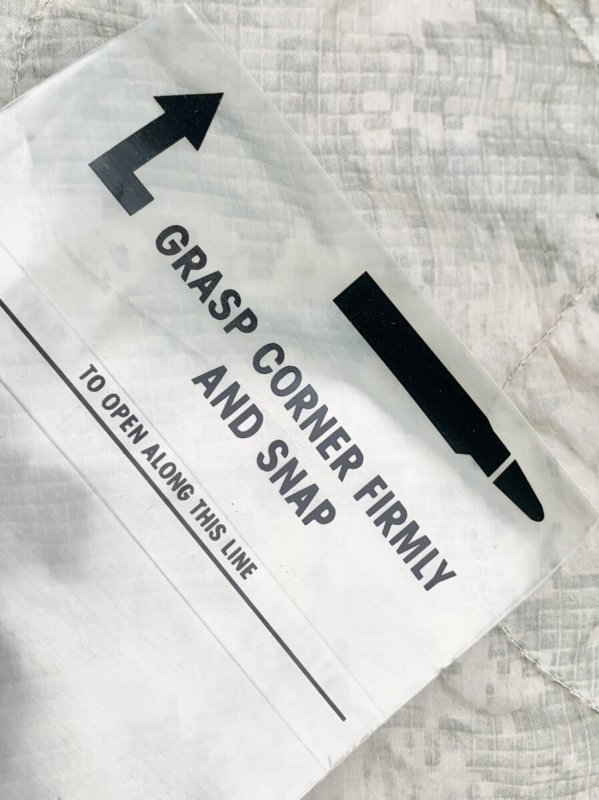 GRASP CORNER FIRMLY
AND SNAP
TO OPEN ALONG THIS LINE